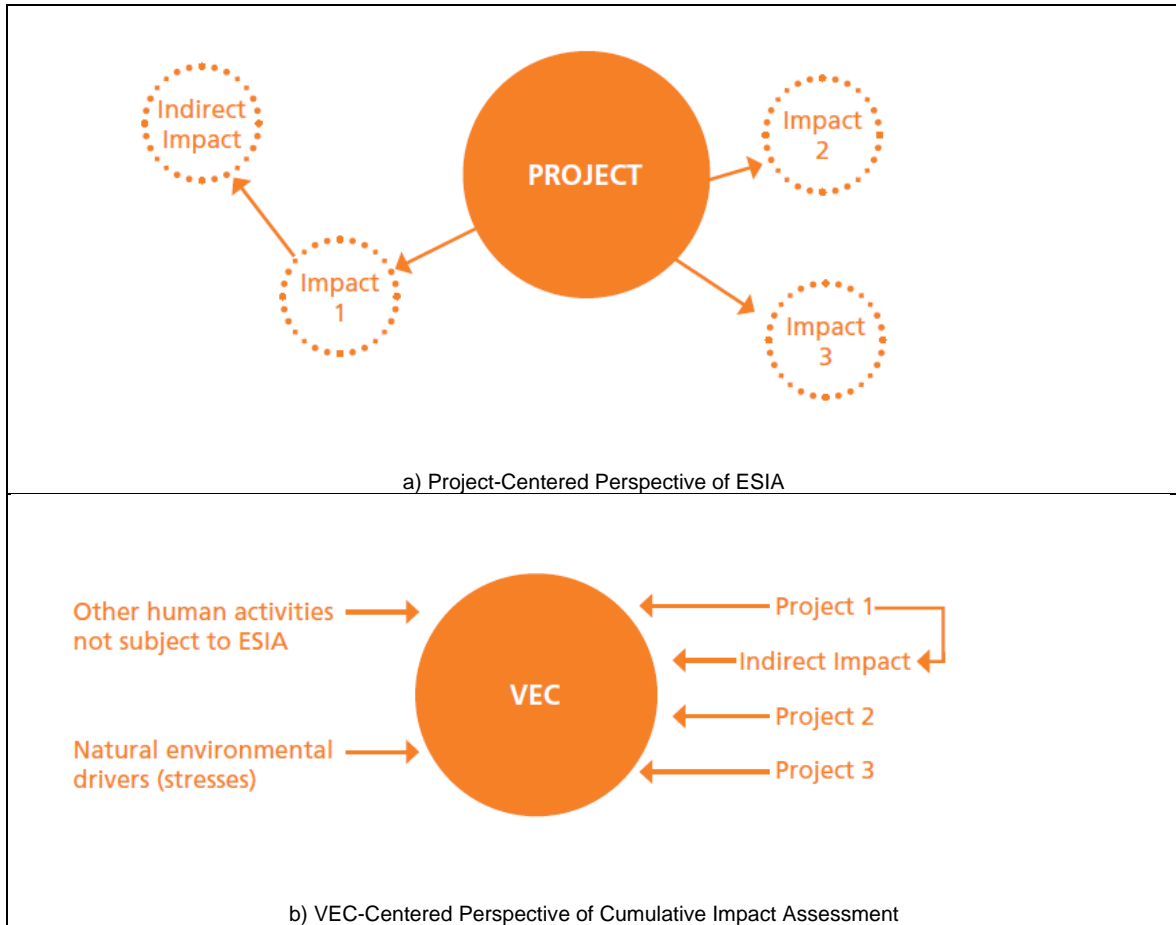 Indirect
Impact
PROJECT
Impact
2
Impact
1
Impact
3
a) Project-Centered Perspective of ESIA
Other human activities
not subject to ESIA
Natural environmental
drivers (stresses)
VEC
Project 1
Indirect Impact
Project 2
Project 3
b) VEC-Centered Perspective of Cumulative Impact Assessment